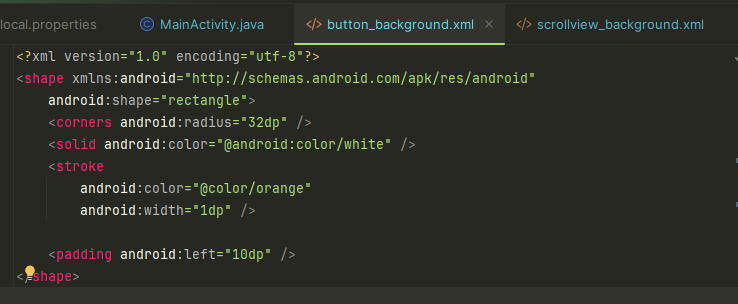 local.properties MainActivity.java button_background.xml scrollview_background.xml
<?xml version="1.0" encoding="utf-8"?>
<shape xmlns:android="http://schemas.android.com/apk/res/android"
    android:shape="rectangle">
    <corners android:radius="32dp" />
    <solid android:color="@android:color/white" />
    <stroke
        android:color="@color/orange"
        android:width="1dp" />

    <padding android:left="10dp" />
</shape>